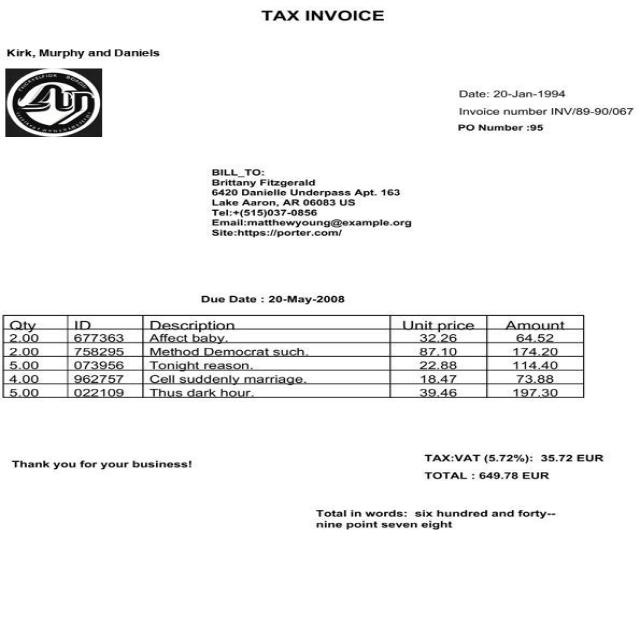 TAX INVOICE
Kirk, Murphy and Daniels
Date: 20-Jan-1994
Invoice number INV/89-90/067
PO Number :95
BILL_TO:
Brittany Fitzgerald
6420 Danielle Underpass Apt. 163
Lake Aaron, AR 06083 US
Tel:+(515)037-0856
Email:matthewyoung@example.org
Site:https://porter.com/
Due Date : 20-May-2008
Qty ID Description Unit price Amount
2.00 677363 Affect baby. 32.26 64.52
2.00 758295 Method Democrat such. 87.10 174.20
5.00 073956 Tonight reason. 22.88 114.40
4.00 962757 Cell suddenly marriage. 18.47 73.88
5.00 022109 Thus dark hour. 39.46 197.30
TAX:VAT (5.72%): 35.72 EUR
Thank you for your business!
TOTAL : 649.78 EUR
Total in words: six hundred and forty--
nine point seven eight